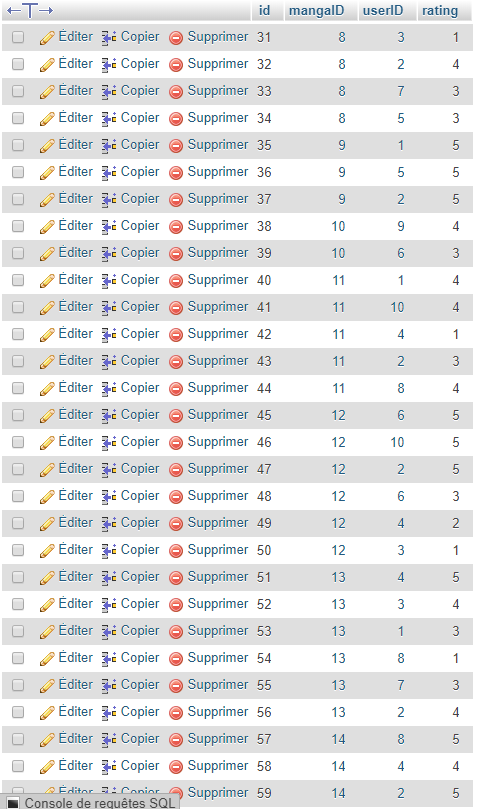 id mangaID userID rating
Éditer Copier Supprimer 31 8 3 1
Éditer Copier Supprimer 32 8 2 4
Éditer Copier Supprimer 33 8 7 3
Éditer Copier Supprimer 34 8 5 3
Éditer Copier Supprimer 35 9 1 5
Éditer Copier Supprimer 36 9 5 5
Éditer Copier Supprimer 37 9 2 5
Éditer Copier Supprimer 38 10 9 4
Éditer Copier Supprimer 39 10 6 3
Éditer Copier Supprimer 40 11 1 4
Éditer Copier Supprimer 41 11 10 4
Éditer Copier Supprimer 42 11 4 1
Éditer Copier Supprimer 43 11 2 3
Éditer Copier Supprimer 44 11 8 4
Éditer Copier Supprimer 45 12 6 5
Éditer Copier Supprimer 46 12 10 5
Éditer Copier Supprimer 47 12 2 5
Éditer Copier Supprimer 48 12 6 3
Éditer Copier Supprimer 49 12 4 2
Éditer Copier Supprimer 50 12 3 1
Éditer Copier Supprimer 51 13 4 5
Éditer Copier Supprimer 52 13 3 4
Éditer Copier Supprimer 53 13 1 3
Éditer Copier Supprimer 54 13 8 1
Éditer Copier Supprimer 55 13 7 3
Éditer Copier Supprimer 56 13 2 4
Éditer Copier Supprimer 57 14 8 5
Éditer Copier Supprimer 58 14 4 4
Éditer Copier Supprimer 59 14 2 5
Console de requêtes SQL